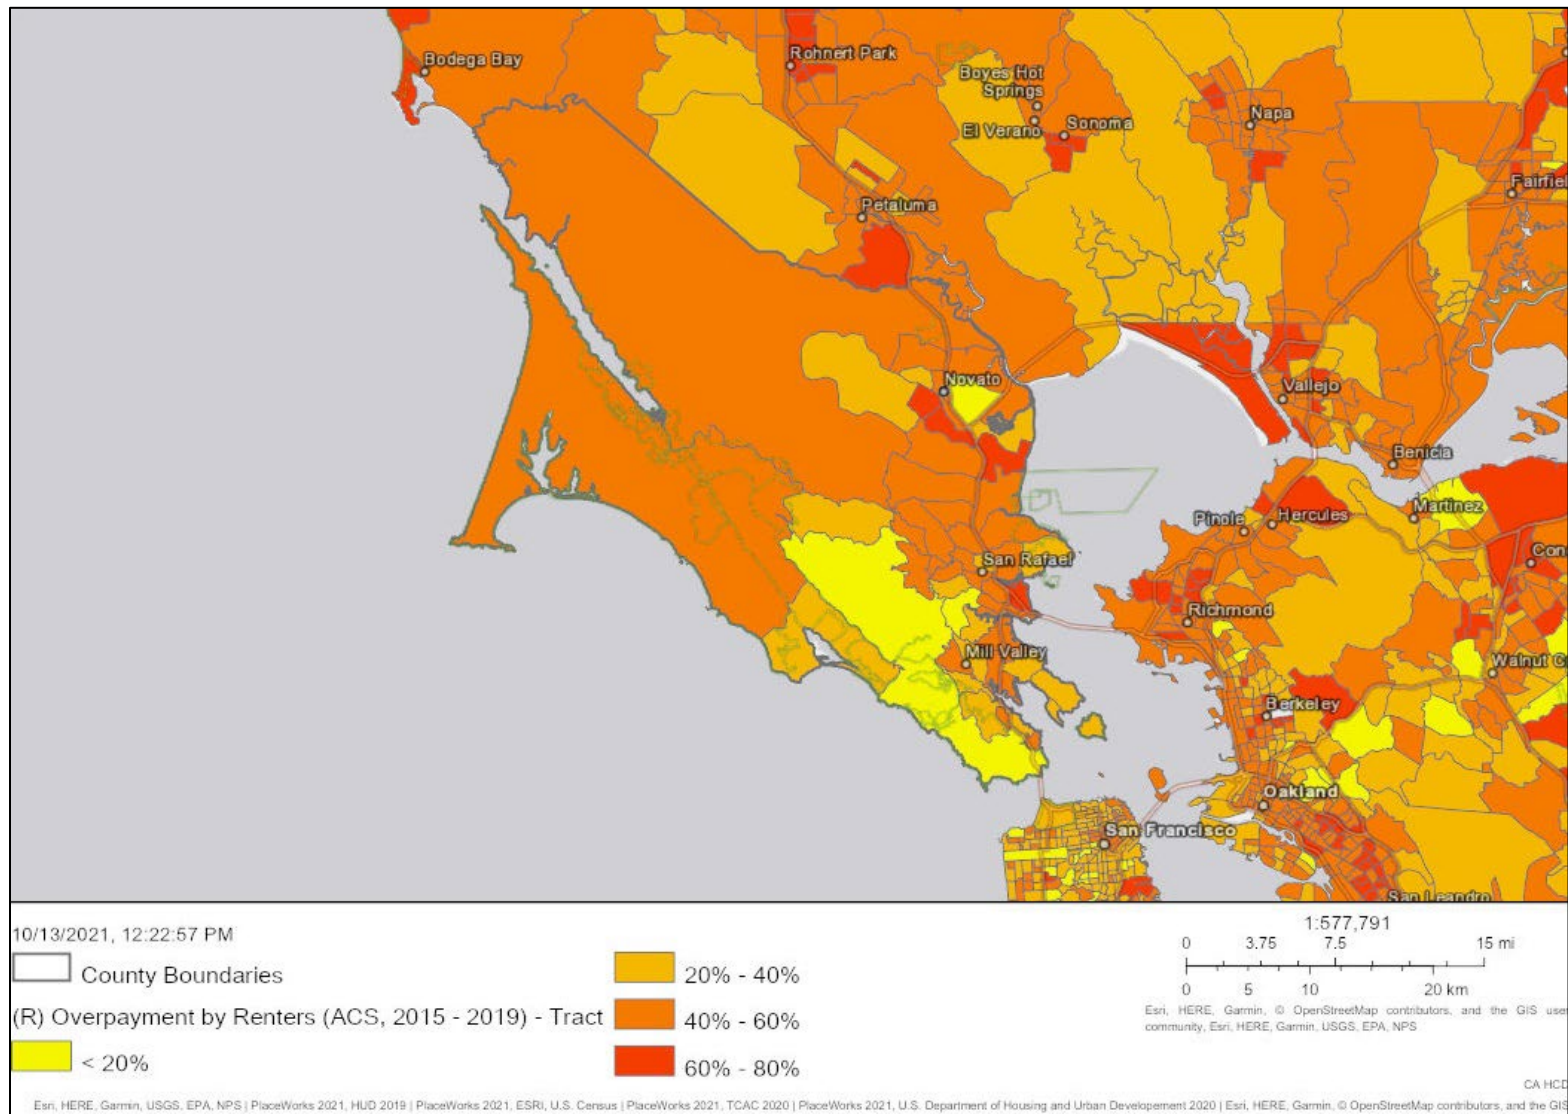 Bodega Bay
Rohnert Park
Boyes Hot
Springs
El Verano
Sonoma
Napa
Fairfiel
Petaluma
Novato
Vallejo
Benicia
Martinez
Pinole
Hercules
Con
San Rafael
Richmond
Mill Valley
Walnut C
Berkeley
Oakland
San Francisco
San Leandro
10/13/2021, 12:22:57 PM
County Boundaries
(R) Overpayment by Renters (ACS, 2015 - 2019) - Tract
< 20%
20% - 40%
40% - 60%
60% - 80%
1:577,791
0 3.75 7.5 15 mi
0 5 10 20 km
Esri, HERE, Garmin, © OpenStreetMap contributors, and the GIS user
community, Esri, HERE, Garmin, USGS, EPA, NPS
CA HCD
Esri, HERE, Garmin, USGS, EPA, NPS | PlaceWorks 2021, HUD 2019 | PlaceWorks 2021, ESRI, U.S. Census | PlaceWorks 2021, TCAC 2020 | PlaceWorks 2021, U.S. Department of Housing and Urban Developement 2020 | Esri, HERE, Garmin, © OpenStreetMap contributors, and the GI